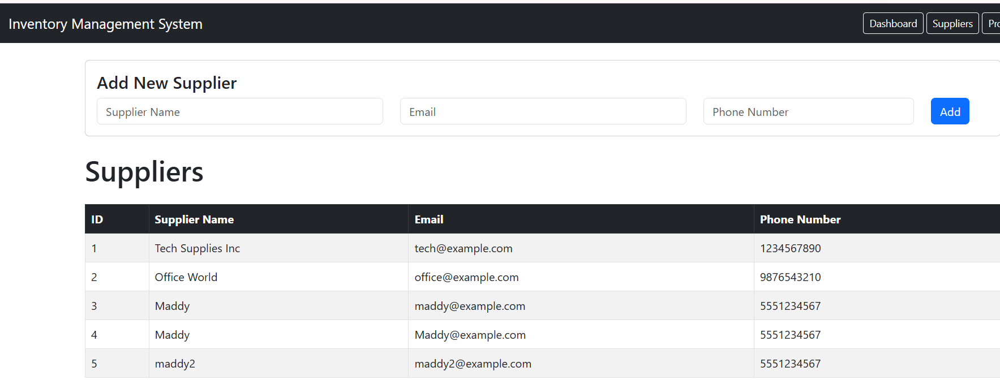 Inventory Management System
Dashboard Suppliers
Add New Supplier
Supplier Name Email Phone Number Add
Suppliers
ID Supplier Name Email Phone Number
1 Tech Supplies Inc tech@example.com 1234567890
2 Office World office@example.com 9876543210
3 Maddy maddy@example.com 5551234567
4 Maddy Maddy@example.com 5551234567
5 maddy2 maddy2@example.com 5551234567